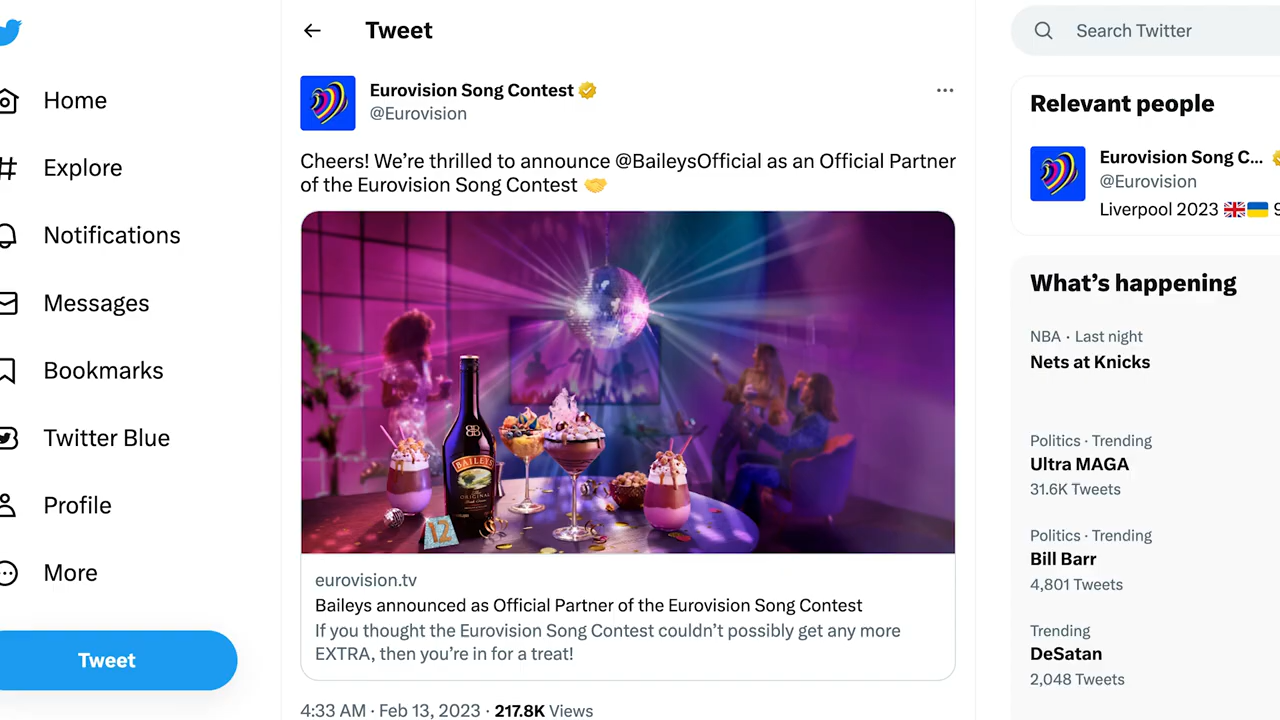 Tweet
Search Twitter
Home
Explore
Notifications
Messages
Bookmarks
Twitter Blue
Profile
More
Tweet
Eurovision Song Contest
@Eurovision
Cheers! We’re thrilled to announce @BaileysOfficial as an Official Partner
of the Eurovision Song Contest 🤝
BAILEYS
THE
ORIGINAL
12
eurovision.tv
Baileys announced as Official Partner of the Eurovision Song Contest
If you thought the Eurovision Song Contest couldn’t possibly get any more
EXTRA, then you’re in for a treat!
4:33 AM · Feb 13, 2023 · 217.8K Views
Relevant people
Eurovision Song C...
@Eurovision
Liverpool 2023 🇬🇧🇺🇦 9
What’s happening
NBA · Last night
Nets at Knicks
Politics · Trending
Ultra MAGA
31.6K Tweets
Politics · Trending
Bill Barr
4,801 Tweets
Trending
DeSatan
2,048 Tweets